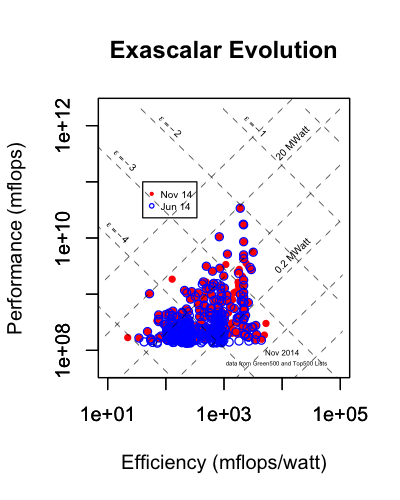 Exascalar Evolution
Performance (mflops)
1e+12
1e+10
1e+08
ε = -1
ε = -2
ε = -3
ε = -4
20 MWatt
0.2 MWatt
Nov 14
Jun 14
Nov 2014
data from Green500 and Top500 Lists
1e+01
1e+03
1e+05
Efficiency (mflops/watt)